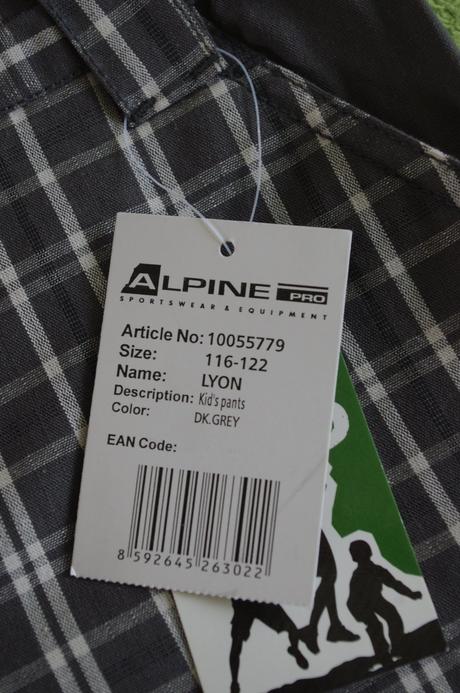 ALPINE PRO
SPORTSWEAR & EQUIPMENT
Article No: 10055779
Size: 116-122
Name: LYON
Description: Kid's pants
Color: DK.GREY
EAN Code:
8 592645 263022